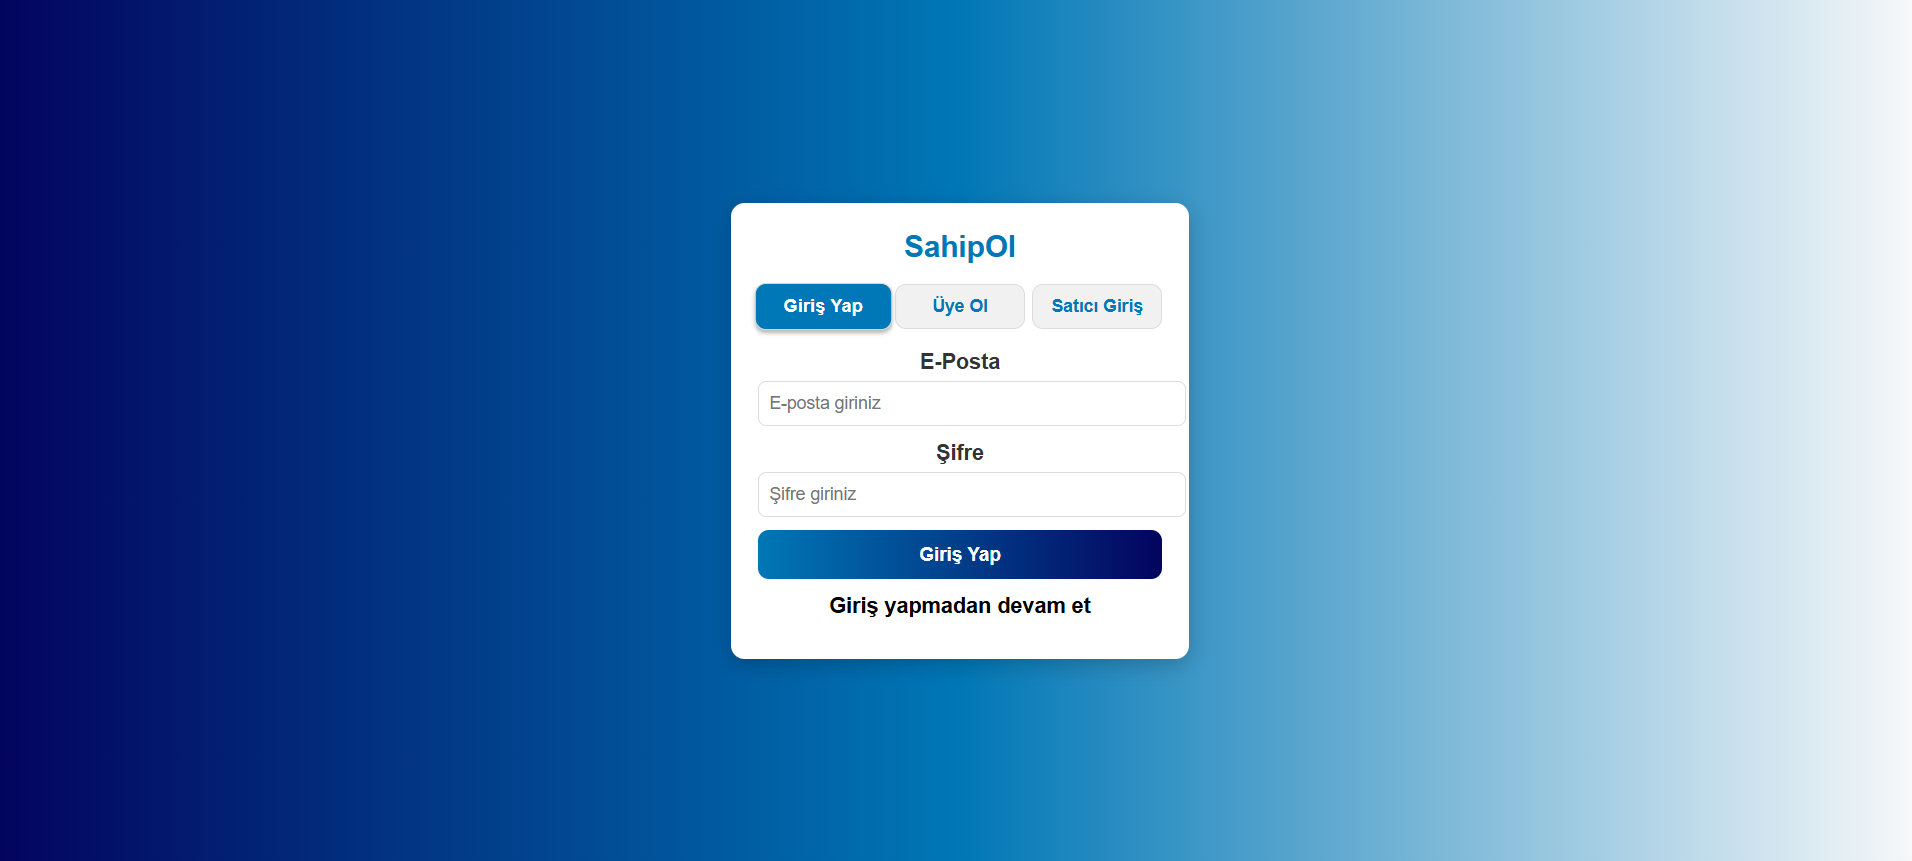 SahipOl
Giriş Yap
Üye Ol
Satıcı Giriş
E-Posta
E-posta giriniz
Şifre
Şifre giriniz
Giriş Yap
Giriş yapmadan devam et